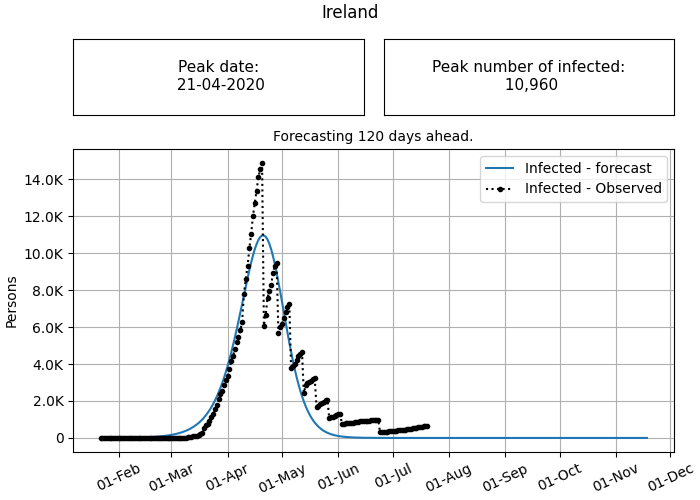 Ireland
Peak date:
21-04-2020
Peak number of infected:
10,960
Forecasting 120 days ahead.
Infected - forecast
Infected - Observed
14.0K
12.0K
10.0K
8.0K
6.0K
4.0K
2.0K
0
Persons
01-Feb
01-Mar
01-Apr
01-May
01-Jun
01-Jul
01-Aug
01-Sep
01-Oct
01-Nov
01-Dec